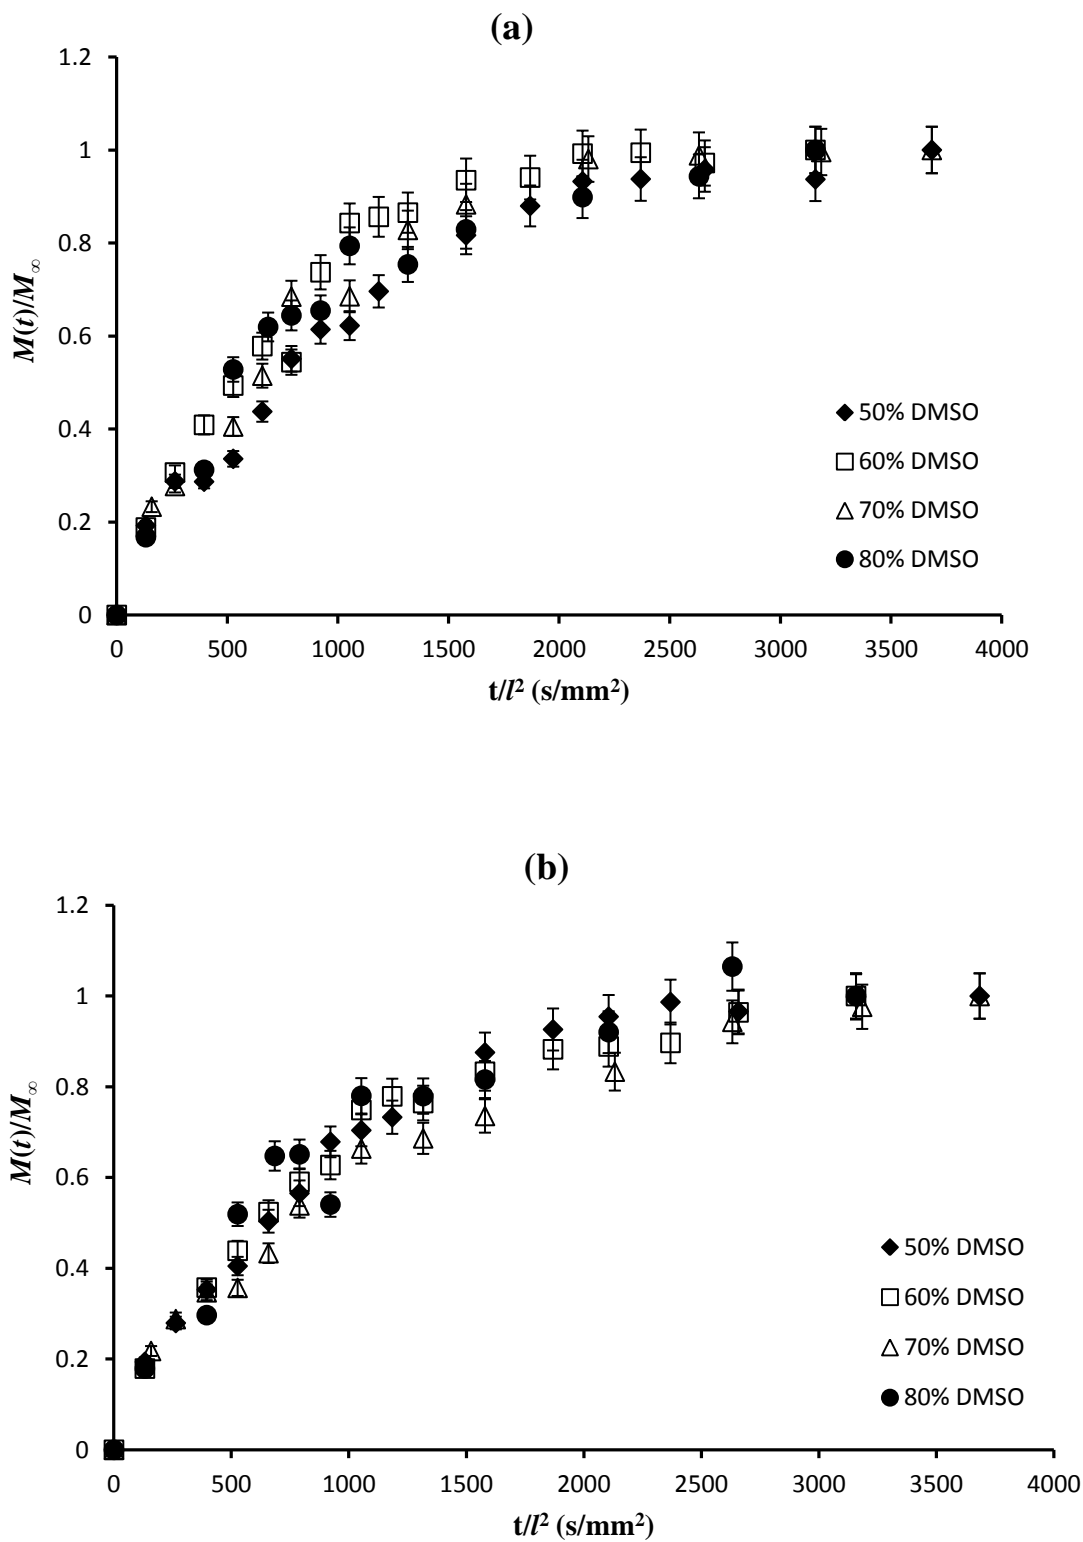 (a)
1.2
1
0.8
0.6
0.4
0.2
0
M(t)/M∞
50% DMSO
60% DMSO
70% DMSO
80% DMSO
0 500 1000 1500 2000 2500 3000 3500 4000
t/l² (s/mm²)
(b)
1.2
1
0.8
0.6
0.4
0.2
0
M(t)/M∞
50% DMSO
60% DMSO
70% DMSO
80% DMSO
0 500 1000 1500 2000 2500 3000 3500 4000
t/l² (s/mm²)